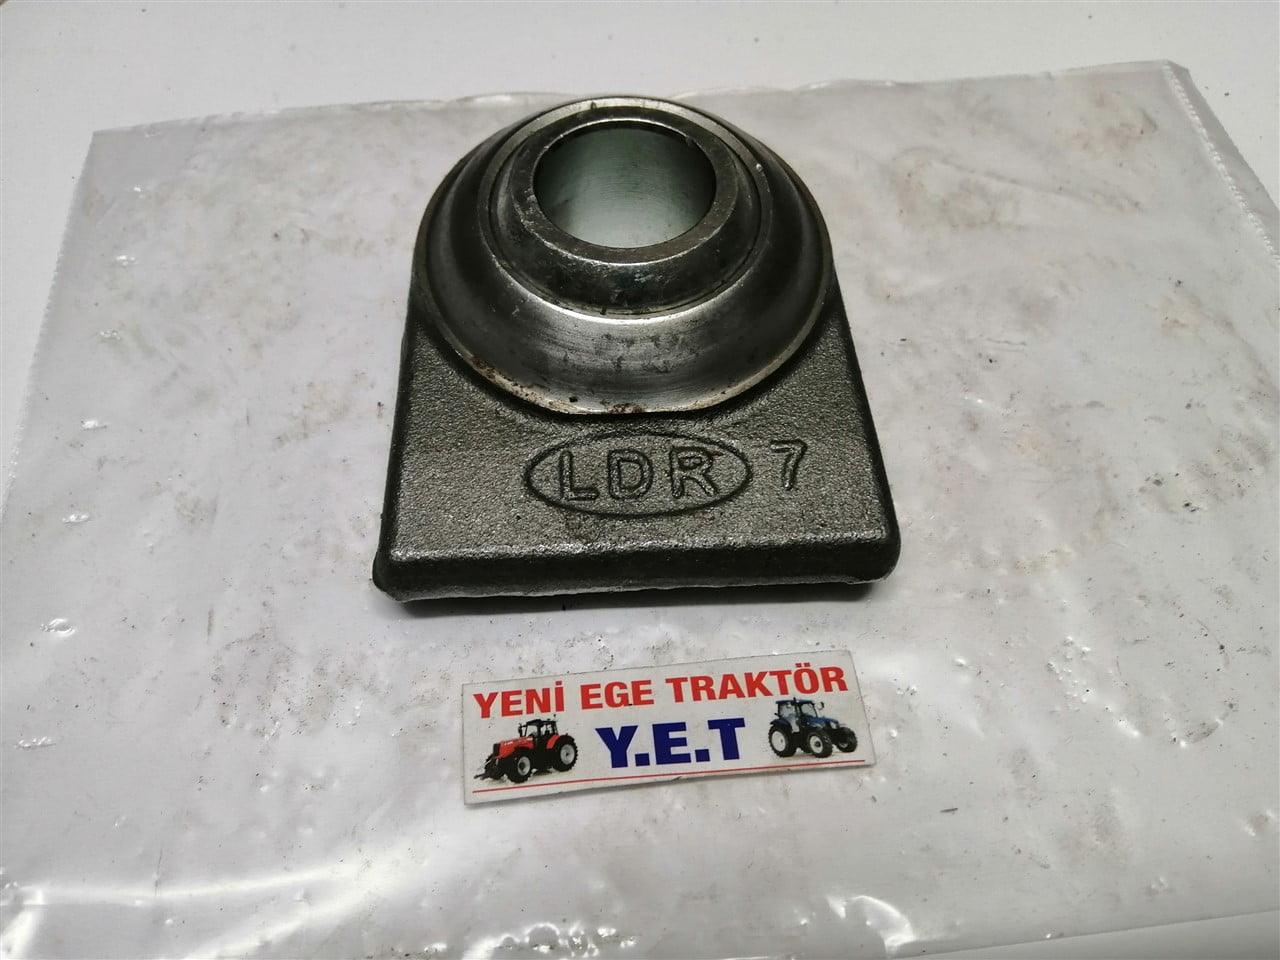 LDR 7
YENİ EGE TRAKTÖR
Y.E.T